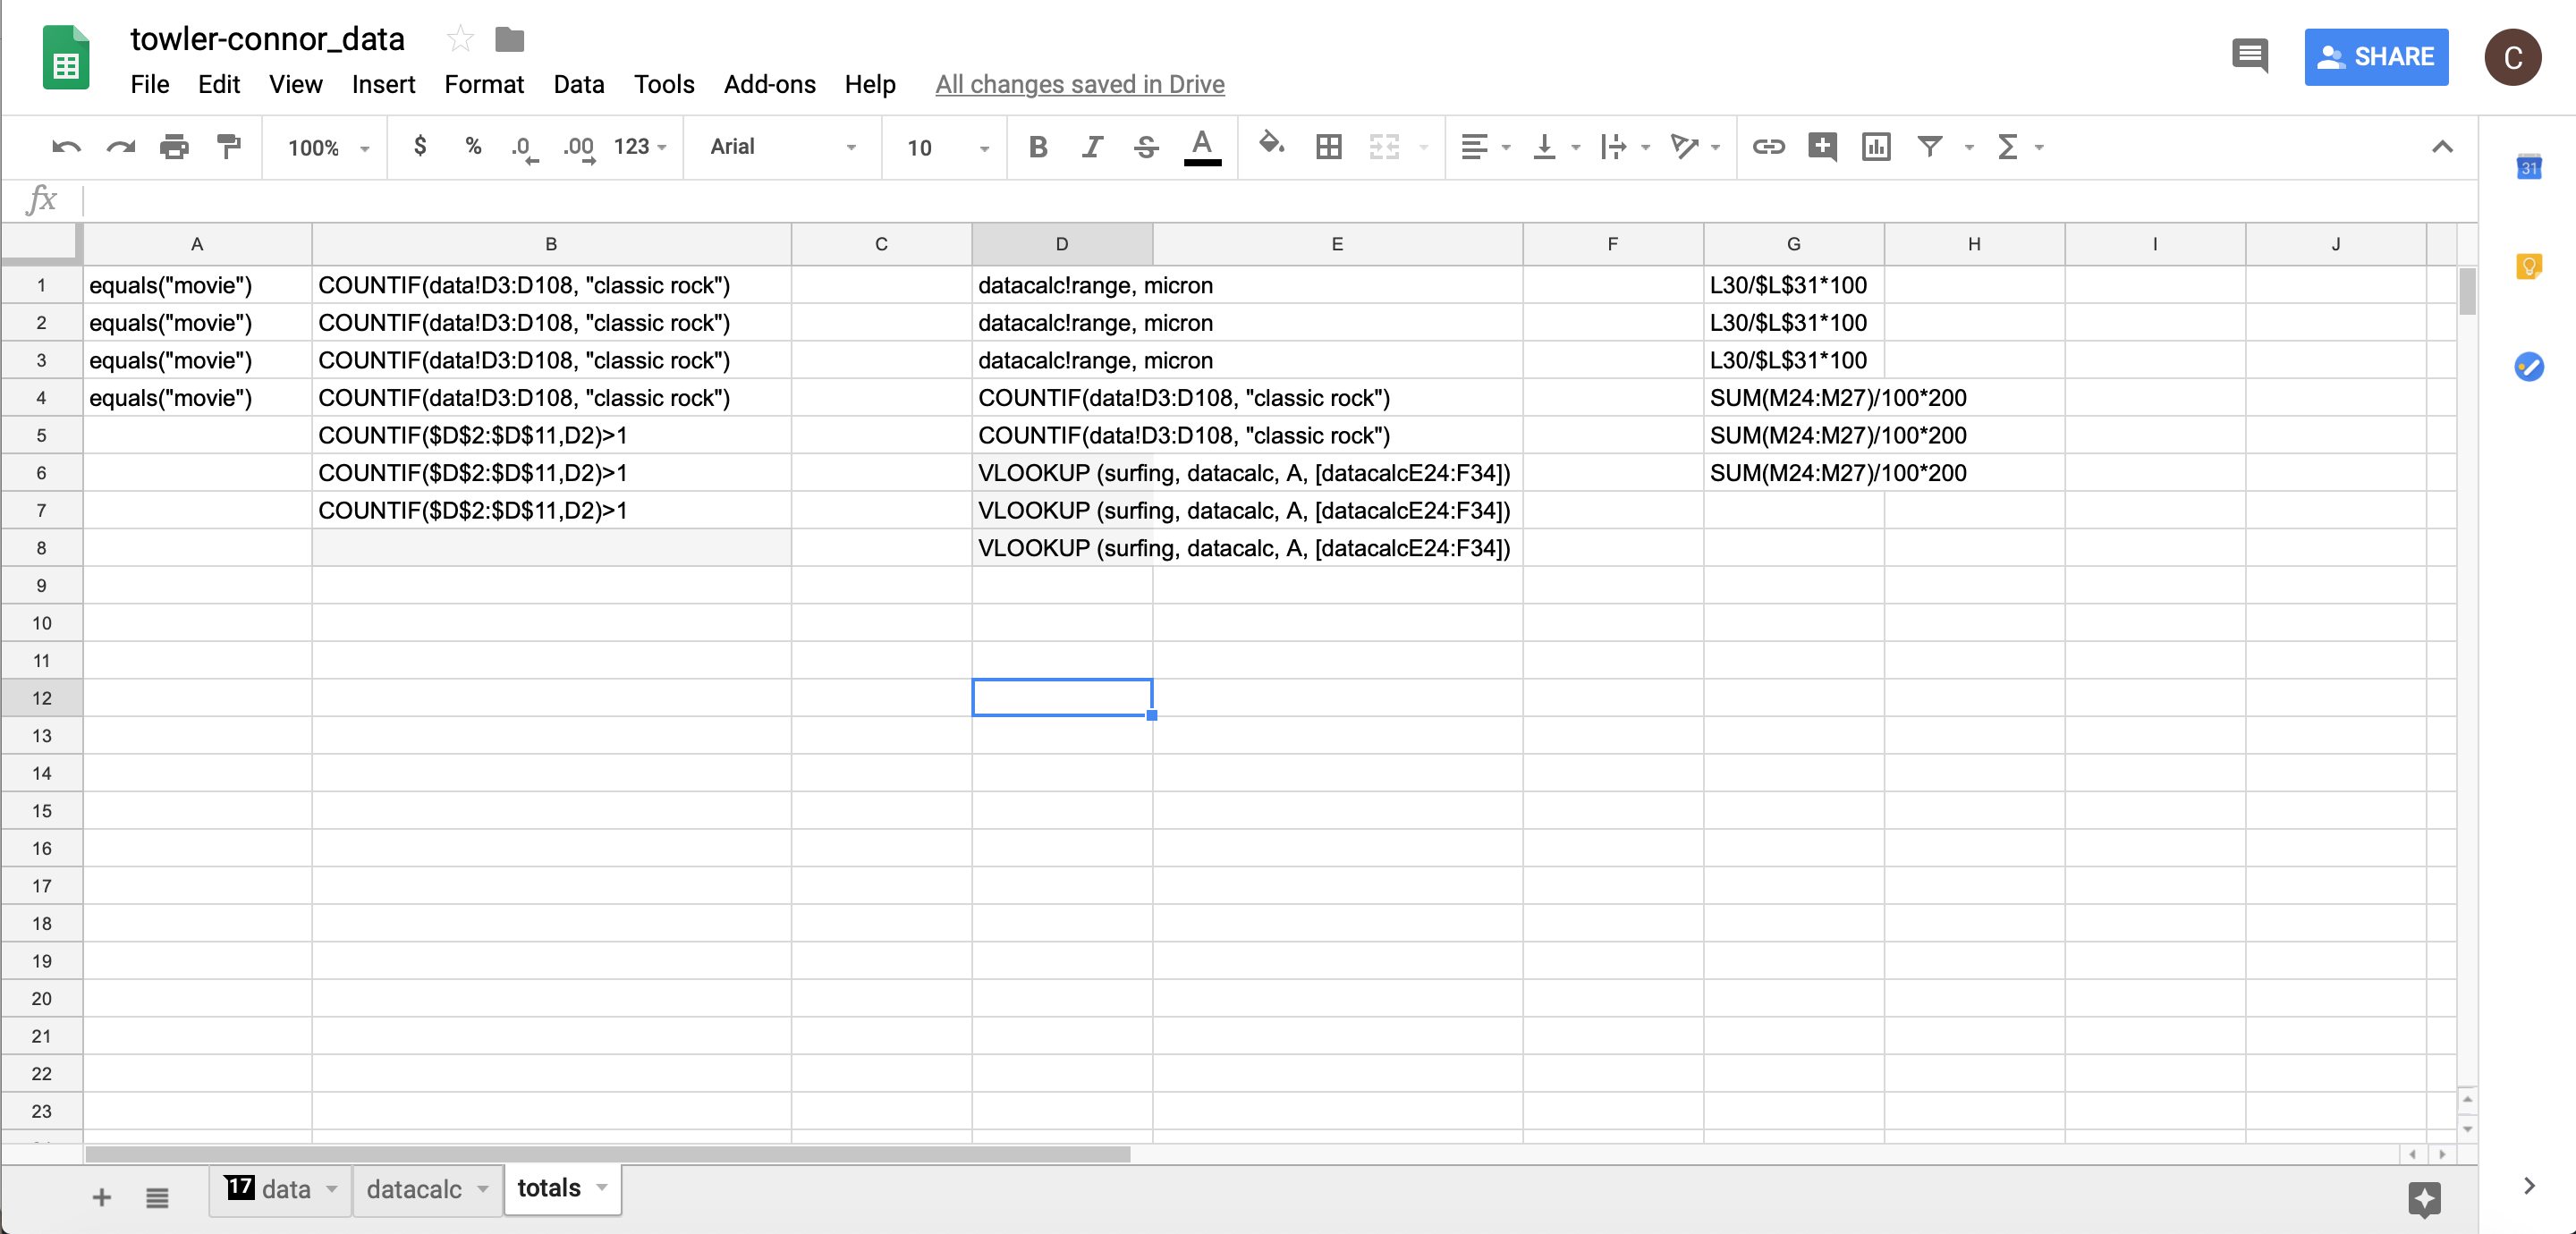 towler-connor_data
File Edit View Insert Format Data Tools Add-ons Help All changes saved in Drive
SHARE
C
100% $ % .0 .00 123 Arial 10 B I S A
31
fx
A B C D E F G H I J
1 equals("movie") COUNTIF(data!D3:D108, "classic rock") datacalc!range, micron L30/$L$31*100
2 equals("movie") COUNTIF(data!D3:D108, "classic rock") datacalc!range, micron L30/$L$31*100
3 equals("movie") COUNTIF(data!D3:D108, "classic rock") datacalc!range, micron L30/$L$31*100
4 equals("movie") COUNTIF(data!D3:D108, "classic rock") COUNTIF(data!D3:D108, "classic rock") SUM(M24:M27)/100*200
5 COUNTIF($D$2:$D$11,D2)>1 COUNTIF(data!D3:D108, "classic rock") SUM(M24:M27)/100*200
6 COUNTIF($D$2:$D$11,D2)>1 VLOOKUP (surfing, datacalc, A, [datacalcE24:F34]) SUM(M24:M27)/100*200
7 COUNTIF($D$2:$D$11,D2)>1 VLOOKUP (surfing, datacalc, A, [datacalcE24:F34])
8 VLOOKUP (surfing, datacalc, A, [datacalcE24:F34])
9
10
11
12
13
14
15
16
17
18
19
20
21
22
23
17 data datacalc totals